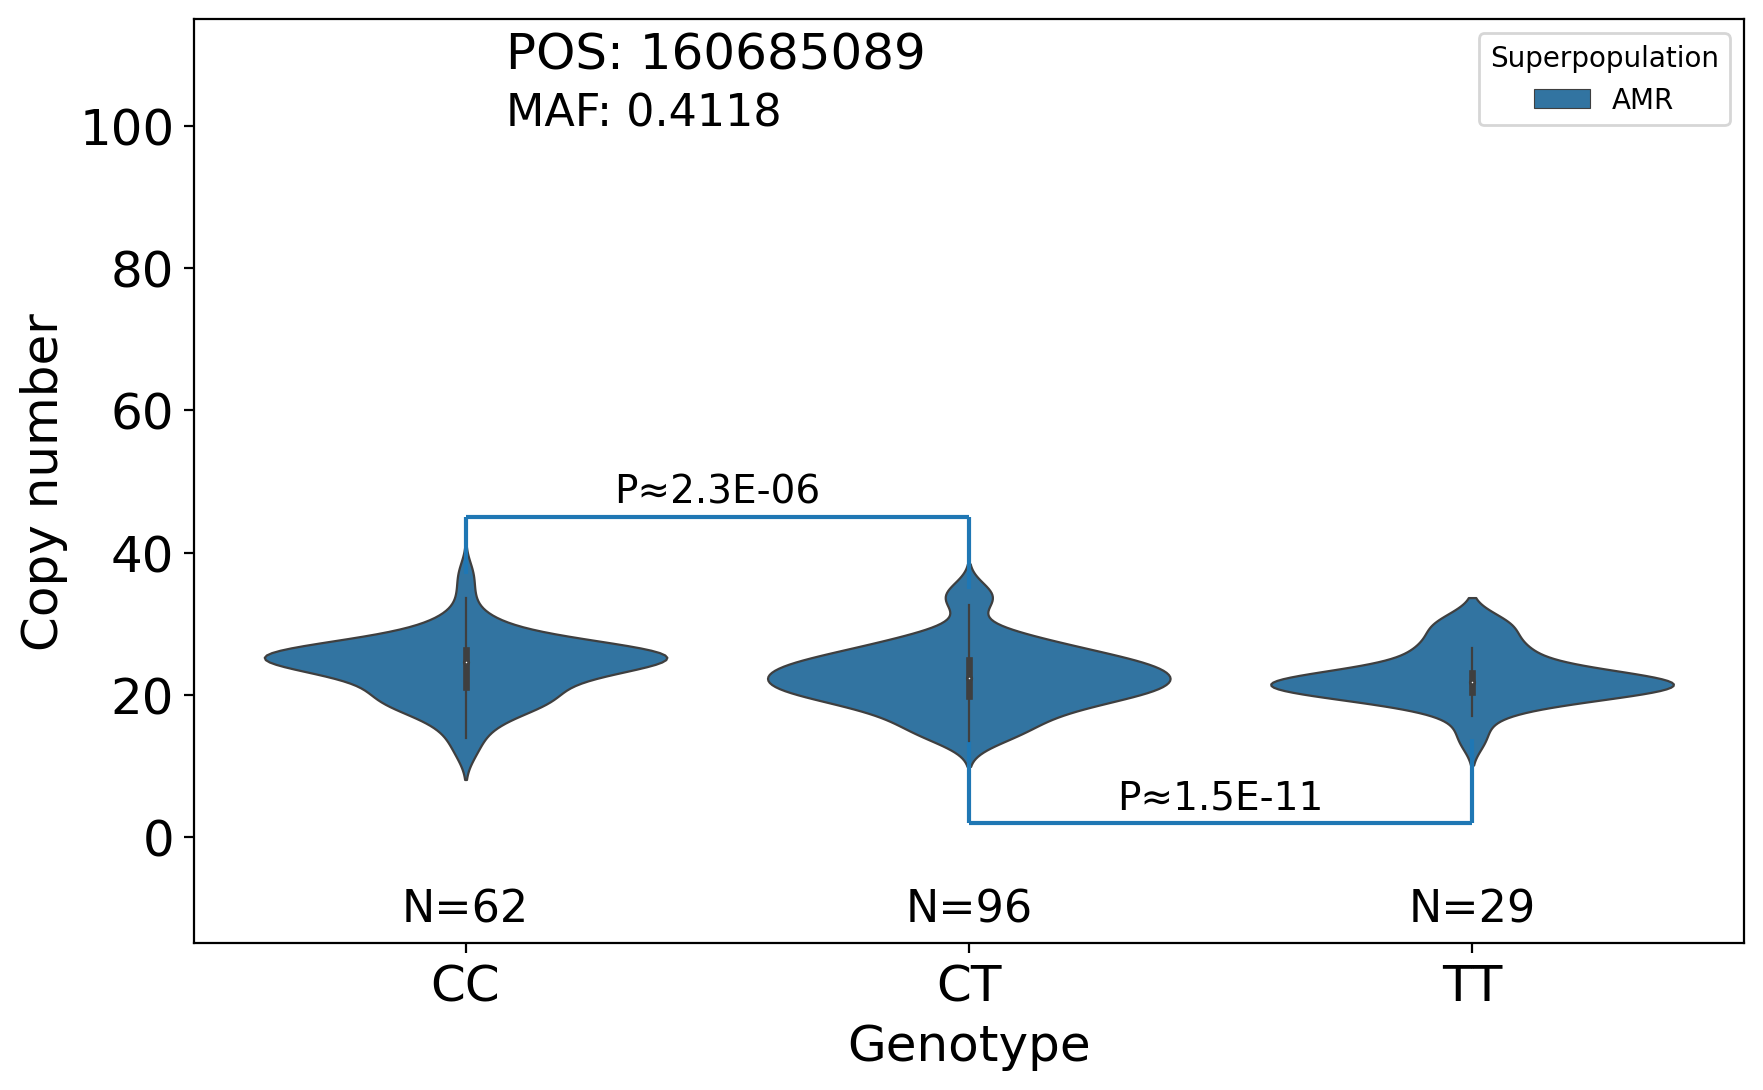 POS: 160685089
MAF: 0.4118
Superpopulation
AMR
Copy number
100
80
60
40
20
0
P≈2.3E-06
P≈1.5E-11
N=62
N=96
N=29
CC
CT
TT
Genotype